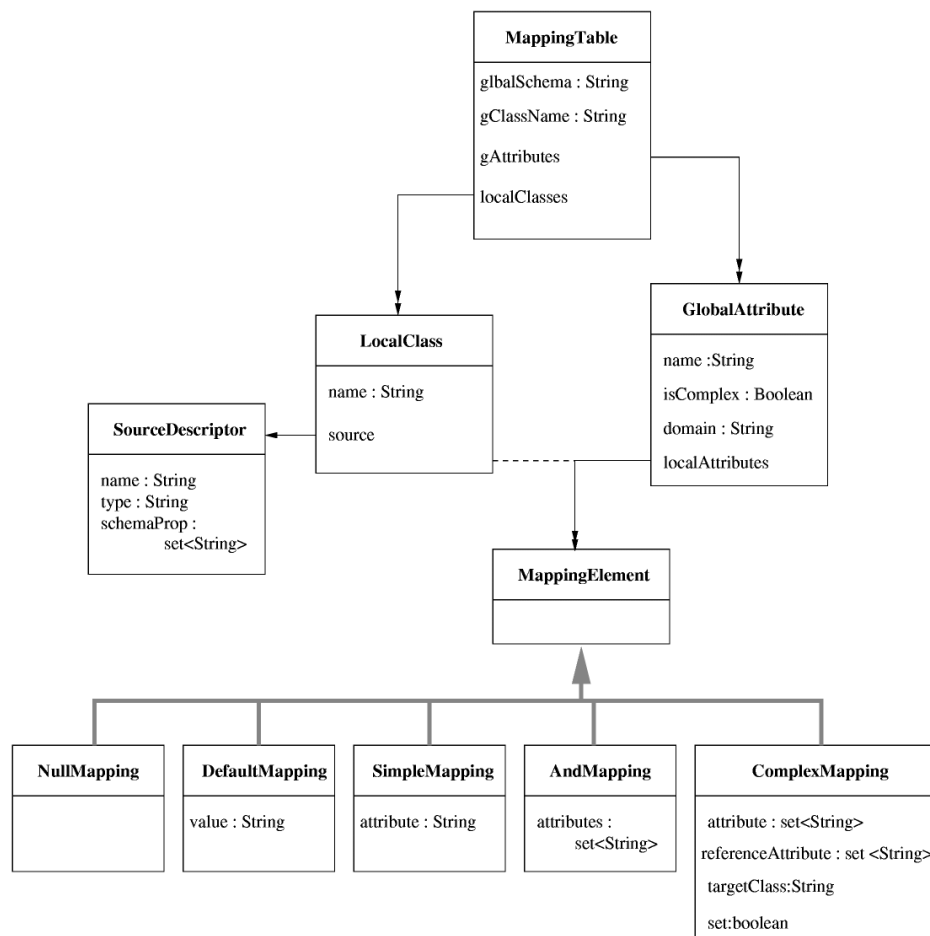 MappingTable
glbalSchema : String
gClassName : String
gAttributes
localClasses
GlobalAttribute
name :String
isComplex : Boolean
domain : String
localAttributes
LocalClass
name : String
source
SourceDescriptor
name : String
type : String
schemaProp :
set<String>
MappingElement
NullMapping
DefaultMapping
value : String
SimpleMapping
attribute : String
AndMapping
attributes :
set<String>
ComplexMapping
attribute : set<String>
referenceAttribute : set <String>
targetClass:String
set:boolean